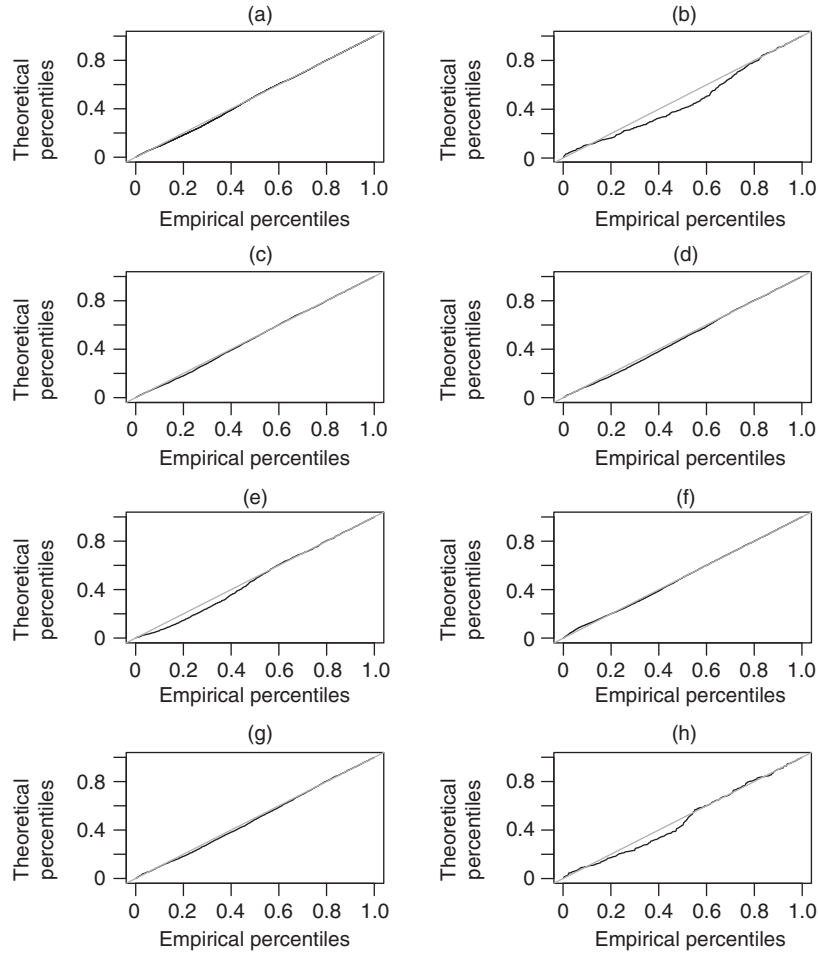 (a)
Theoretical
percentiles
0.8
0.4
0
0 0.2 0.4 0.6 0.8 1.0
Empirical percentiles
(b)
Theoretical
percentiles
0.8
0.4
0
0 0.2 0.4 0.6 0.8 1.0
Empirical percentiles
(c)
Theoretical
percentiles
0.8
0.4
0
0 0.2 0.4 0.6 0.8 1.0
Empirical percentiles
(d)
Theoretical
percentiles
0.8
0.4
0
0 0.2 0.4 0.6 0.8 1.0
Empirical percentiles
(e)
Theoretical
percentiles
0.8
0.4
0
0 0.2 0.4 0.6 0.8 1.0
Empirical percentiles
(f)
Theoretical
percentiles
0.8
0.4
0
0 0.2 0.4 0.6 0.8 1.0
Empirical percentiles
(g)
Theoretical
percentiles
0.8
0.4
0
0 0.2 0.4 0.6 0.8 1.0
Empirical percentiles
(h)
Theoretical
percentiles
0.8
0.4
0
0 0.2 0.4 0.6 0.8 1.0
Empirical percentiles